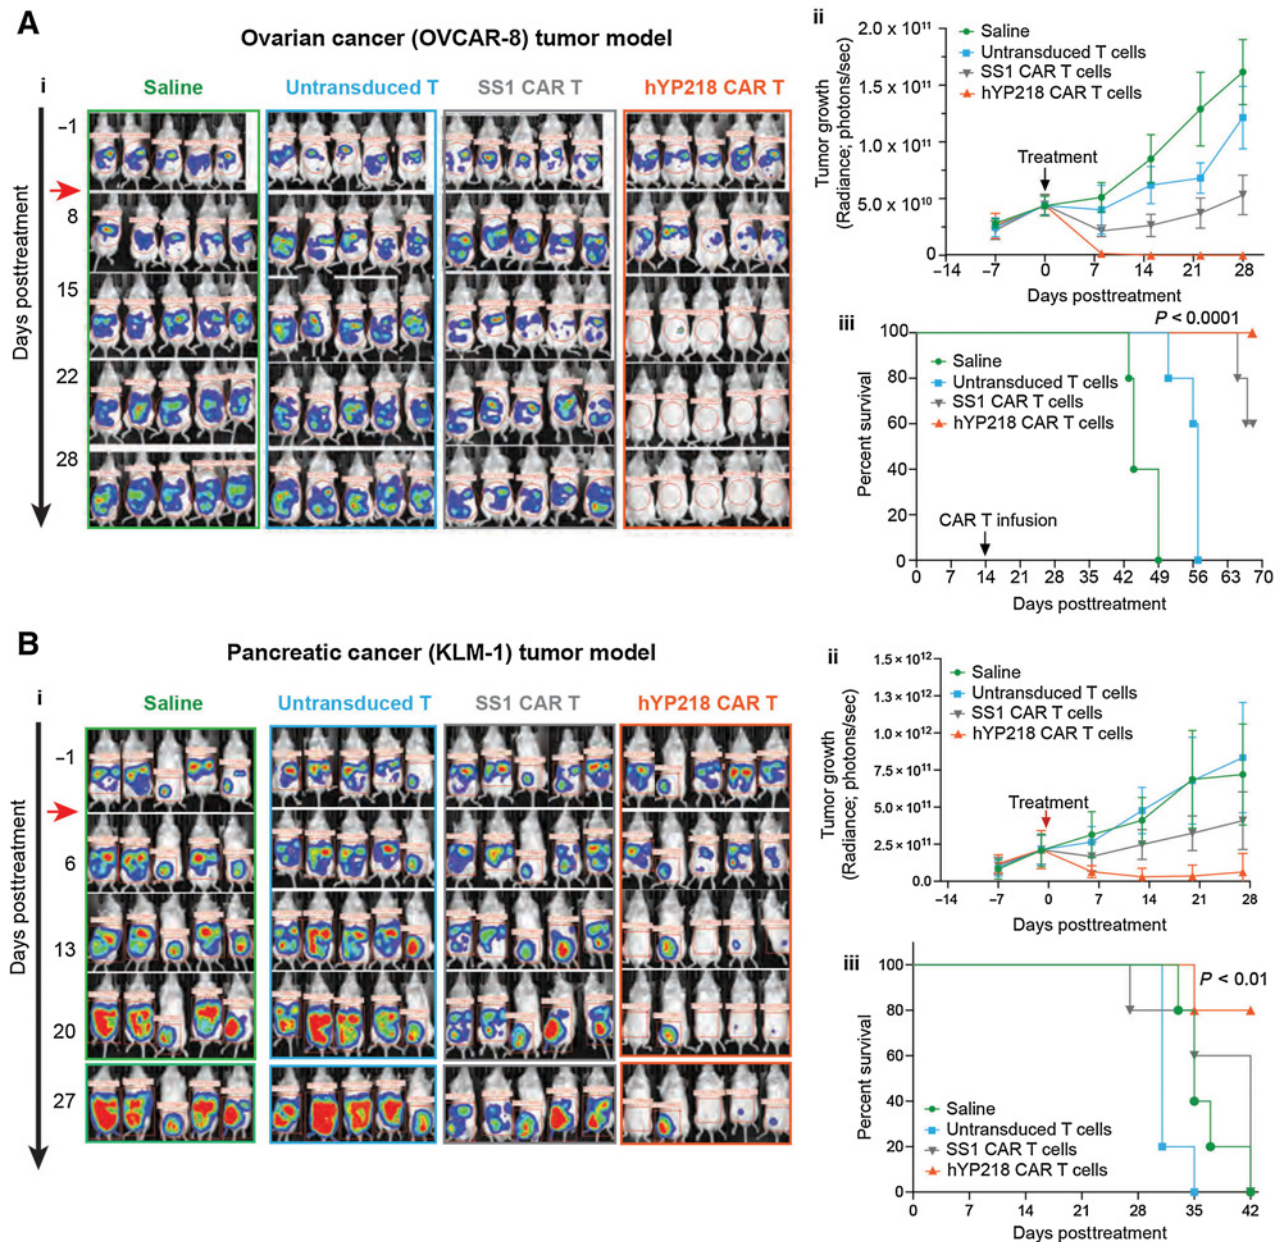 A
Ovarian cancer (OVCAR-8) tumor model
i
Saline
Untransduced T
SS1 CAR T
hYP218 CAR T
Days posttreatment
–1
8
15
22
28
ii
Tumor growth
(Radiance; photons/sec)
2.0 x 10¹¹
1.5 x 10¹¹
1.0 x 10¹¹
5.0 x 10¹⁰
0
Saline
Untransduced T cells
SS1 CAR T cells
hYP218 CAR T cells
Treatment
–14 –7 0 7 14 21 28
Days posttreatment
iii
P < 0.0001
Percent survival
100
80
60
40
20
0
Saline
Untransduced T cells
SS1 CAR T cells
hYP218 CAR T cells
CAR T infusion
0 7 14 21 28 35 42 49 56 63 70
Days posttreatment
B
Pancreatic cancer (KLM-1) tumor model
i
Saline
Untransduced T
SS1 CAR T
hYP218 CAR T
Days posttreatment
–1
6
13
20
27
ii
Tumor growth
(Radiance; photons/sec)
1.5 × 10¹²
1.3 × 10¹²
1.0 × 10¹²
7.5 × 10¹¹
5.0 × 10¹¹
2.5 × 10¹¹
0.0
Saline
Untransduced T cells
SS1 CAR T cells
hYP218 CAR T cells
Treatment
–14 –7 0 7 14 21 28
Days posttreatment
iii
P < 0.01
Percent survival
100
80
60
40
20
0
Saline
Untransduced T cells
SS1 CAR T cells
hYP218 CAR T cells
0 7 14 21 28 35 42
Days posttreatment